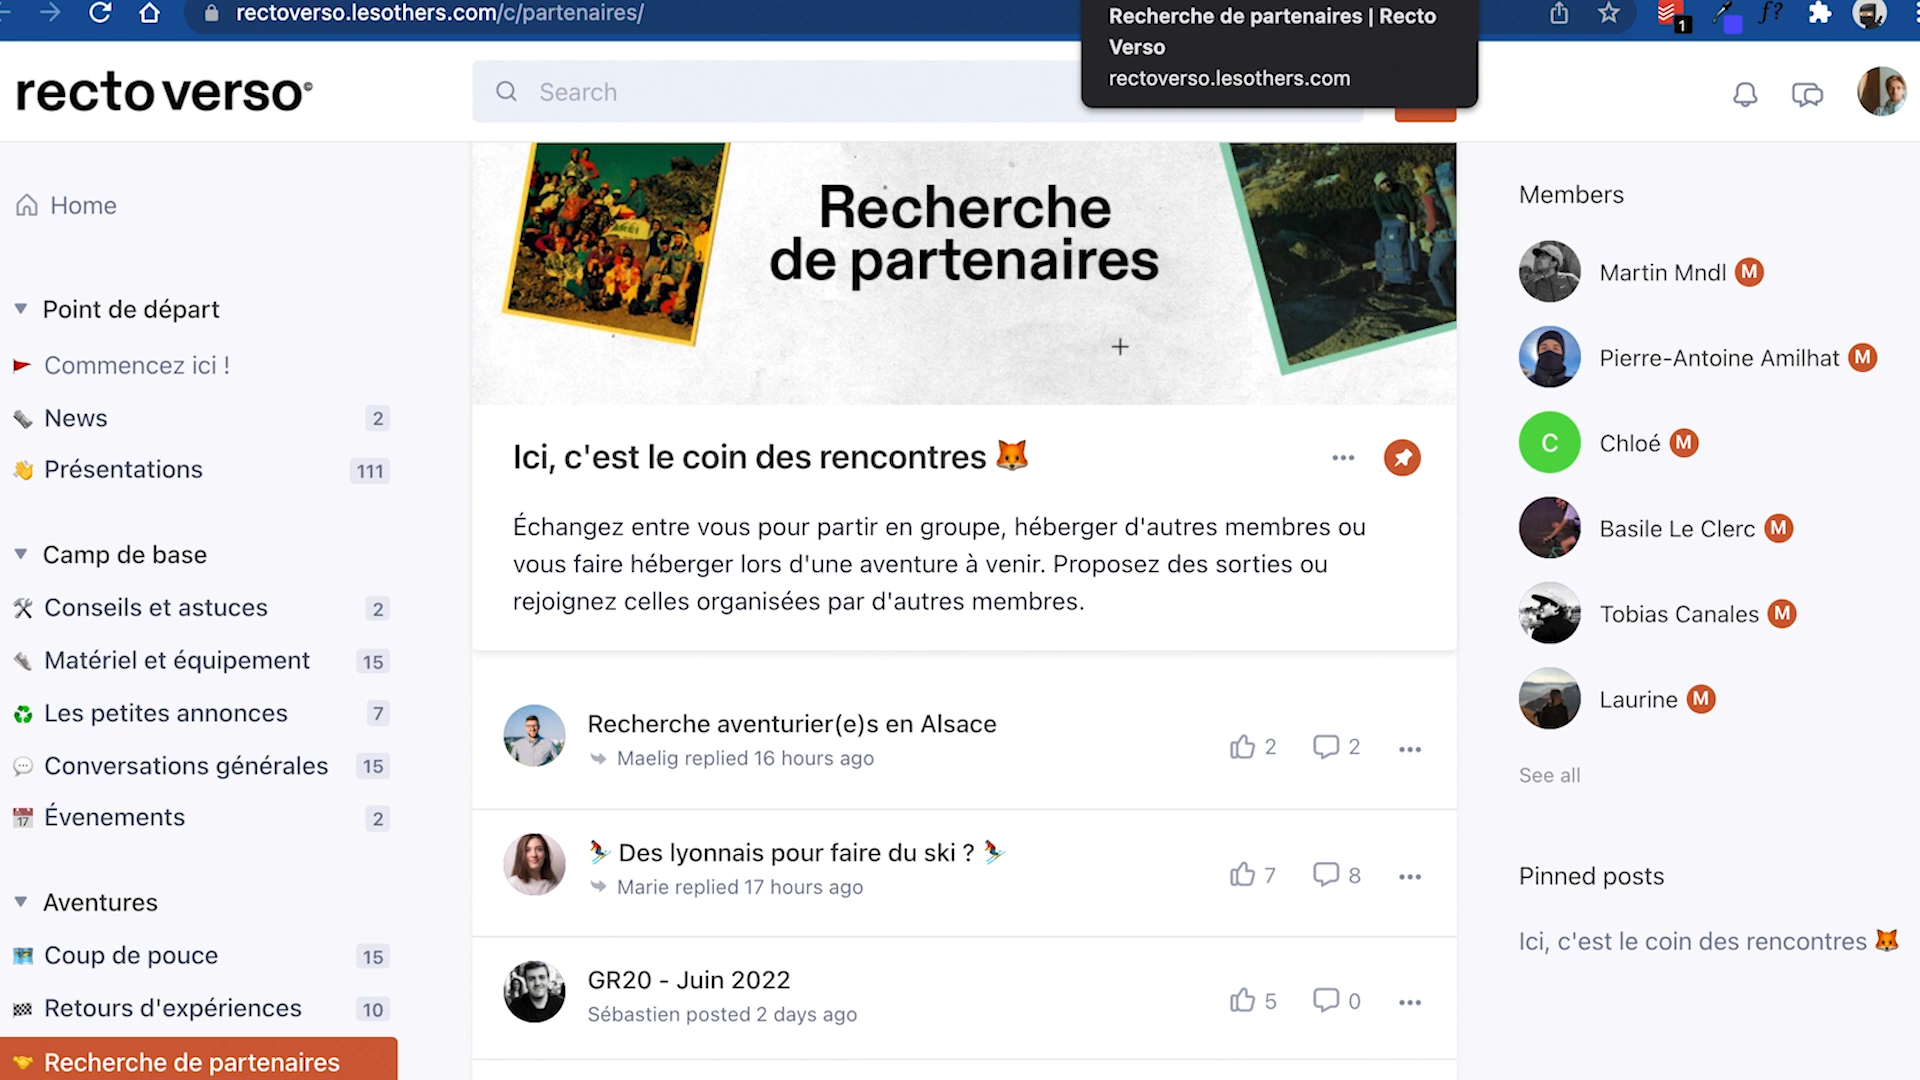 rectoverso.lesothers.com/c/partenaires/
Recherche de partenaires | Recto
Verso
rectoverso.lesothers.com
1
f?
recto verso©
Search
Home
Point de départ
Commencez ici !
News 2
Présentations 111
Camp de base
Conseils et astuces 2
Matériel et équipement 15
Les petites annonces 7
Conversations générales 15
17 Évenements 2
Aventures
Coup de pouce 15
Retours d'expériences 10
Recherche de partenaires
Recherche
de partenaires
Ici, c'est le coin des rencontres 🦊
Échangez entre vous pour partir en groupe, héberger d'autres membres ou
vous faire héberger lors d'une aventure à venir. Proposez des sorties ou
rejoignez celles organisées par d'autres membres.
Recherche aventurier(e)s en Alsace
Maelig replied 16 hours ago
2 2
⛷ Des lyonnais pour faire du ski ? ⛷
Marie replied 17 hours ago
7 8
GR20 - Juin 2022
Sébastien posted 2 days ago
5 0
Members
Martin Mndl M
Pierre-Antoine Amilhat M
C Chloé M
Basile Le Clerc M
Tobias Canales M
Laurine M
See all
Pinned posts
Ici, c'est le coin des rencontres 🦊